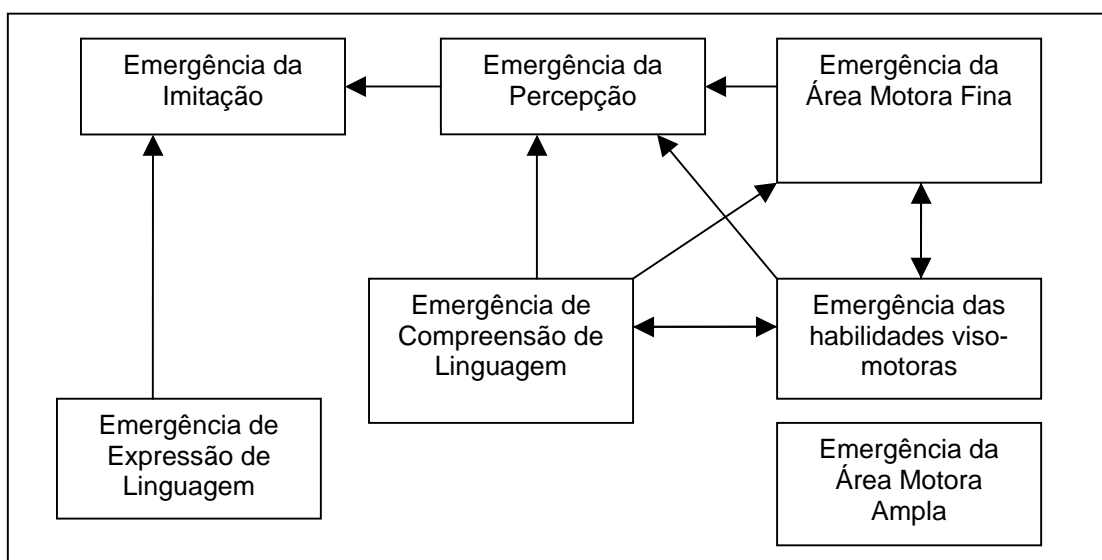 Emergência da
Imitação
Emergência da
Percepção
Emergência da
Área Motora Fina
Emergência de
Compreensão de
Linguagem
Emergência das
habilidades viso-
motoras
Emergência de
Expressão de
Linguagem
Emergência da
Área Motora
Ampla